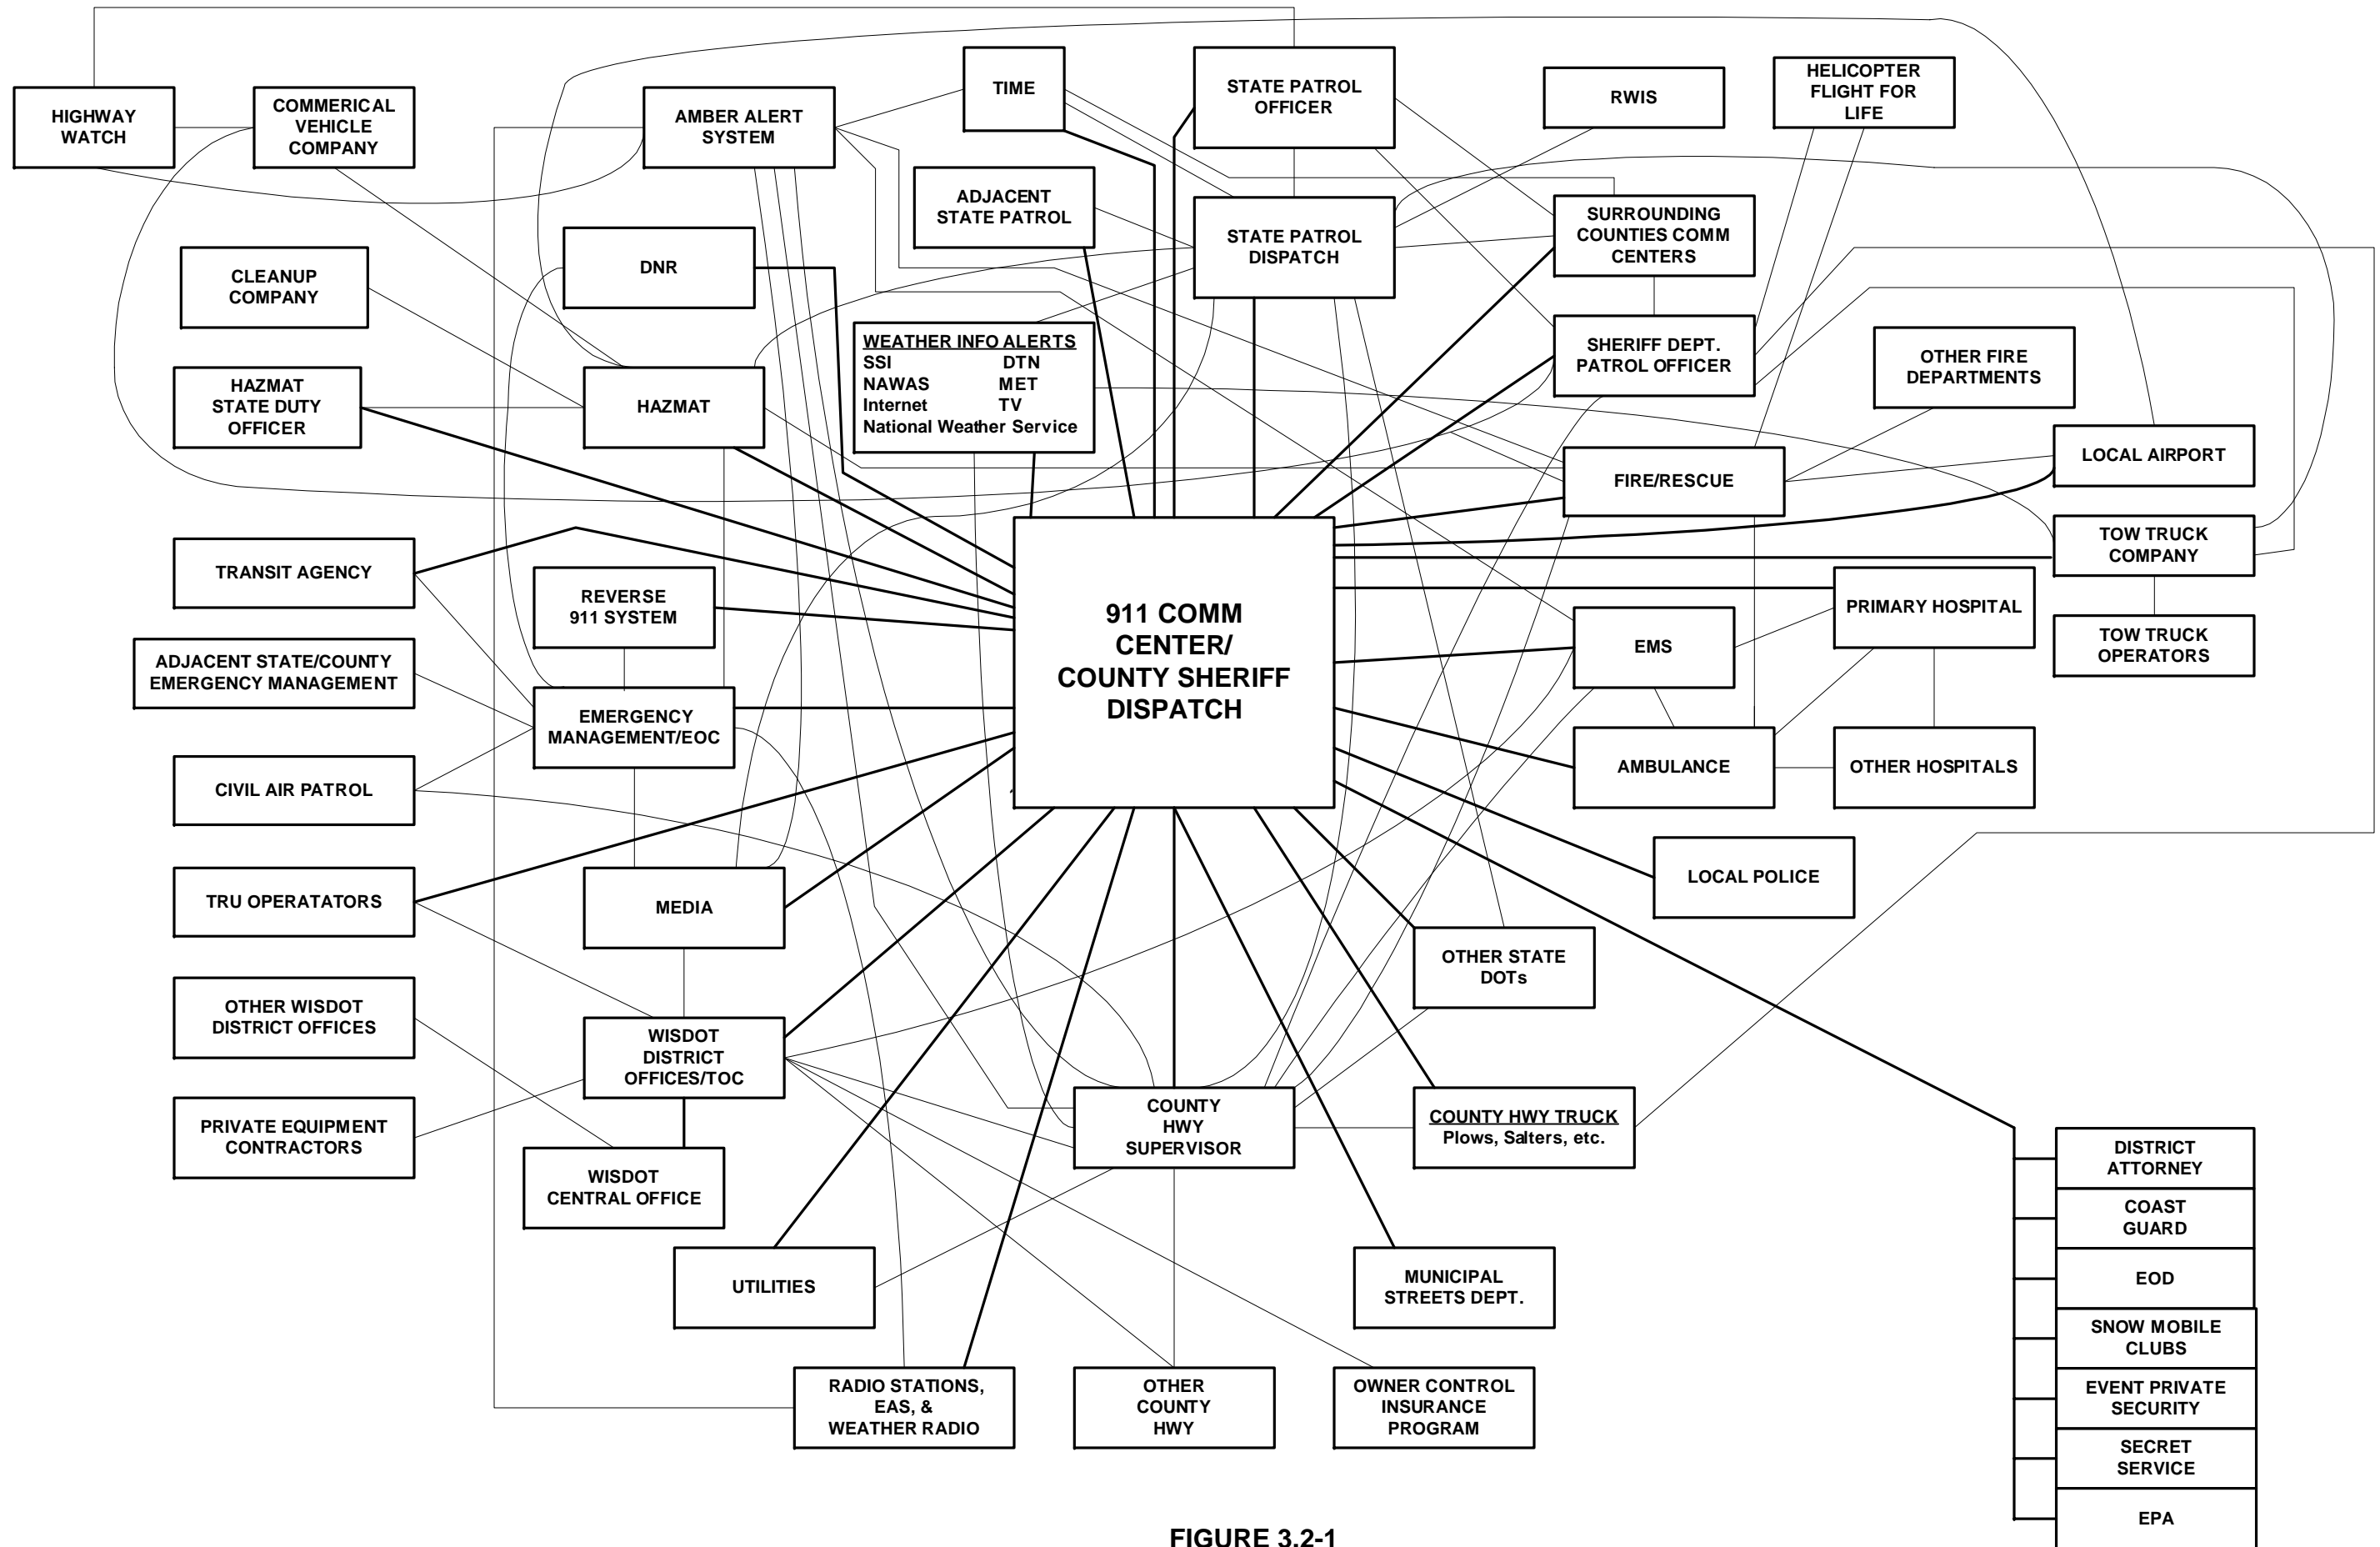 HIGHWAY
WATCH
COMMERICAL
VEHICLE
COMPANY
AMBER ALERT
SYSTEM
TIME
STATE PATROL
OFFICER
RWIS
HELICOPTER
FLIGHT FOR
LIFE
ADJACENT
STATE PATROL
STATE PATROL
DISPATCH
SURROUNDING
COUNTIES COMM
CENTERS
CLEANUP
COMPANY
DNR
WEATHER INFO ALERTS
SSI DTN
NAWAS MET
Internet TV
National Weather Service
SHERIFF DEPT.
PATROL OFFICER
OTHER FIRE
DEPARTMENTS
HAZMAT
STATE DUTY
OFFICER
HAZMAT
FIRE/RESCUE
LOCAL AIRPORT
TRANSIT AGENCY
REVERSE
911 SYSTEM
911 COMM
CENTER/
COUNTY SHERIFF
DISPATCH
TOW TRUCK
COMPANY
PRIMARY HOSPITAL
TOW TRUCK
OPERATORS
EMS
ADJACENT STATE/COUNTY
EMERGENCY MANAGEMENT
EMERGENCY
MANAGEMENT/EOC
CIVIL AIR PATROL
AMBULANCE
OTHER HOSPITALS
TRU OPERATATORS
MEDIA
LOCAL POLICE
OTHER STATE
DOTs
OTHER WISDOT
DISTRICT OFFICES
WISDOT
DISTRICT
OFFICES/TOC
PRIVATE EQUIPMENT
CONTRACTORS
COUNTY
HWY
SUPERVISOR
COUNTY HWY TRUCK
Plows, Salters, etc.
WISDOT
CENTRAL OFFICE
UTILITIES
MUNICIPAL
STREETS DEPT.
RADIO STATIONS,
EAS, &
WEATHER RADIO
OTHER
COUNTY
HWY
OWNER CONTROL
INSURANCE
PROGRAM
DISTRICT
ATTORNEY
COAST
GUARD
EOD
SNOW MOBILE
CLUBS
EVENT PRIVATE
SECURITY
SECRET
SERVICE
EPA
FIGURE 3.2-1